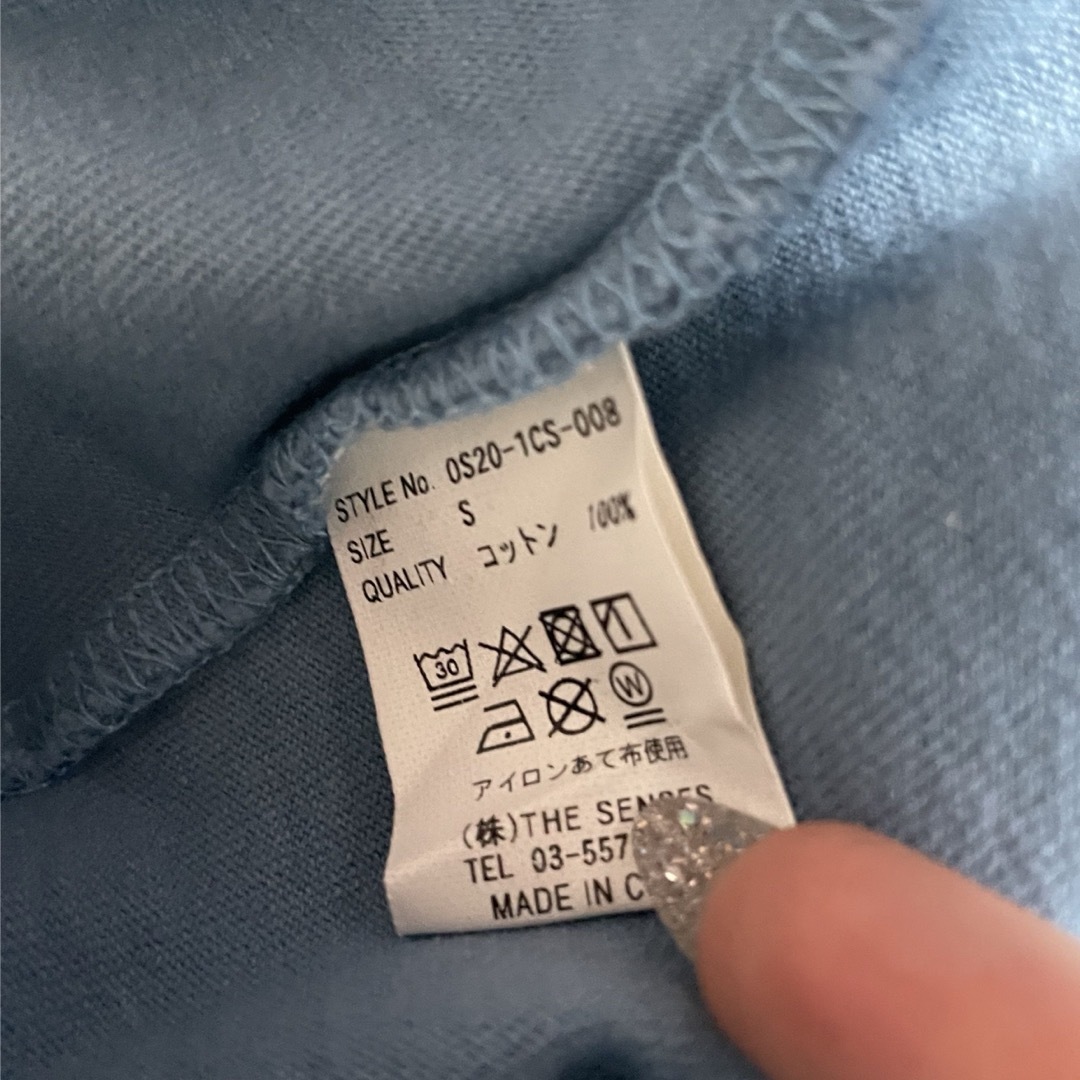 STYLE No. 0S20-1CS-008
SIZE S
QUALITY コットン 100%
30
W
アイロンあて布使用
(株)THE SENSES
TEL 03-557
MADE IN C